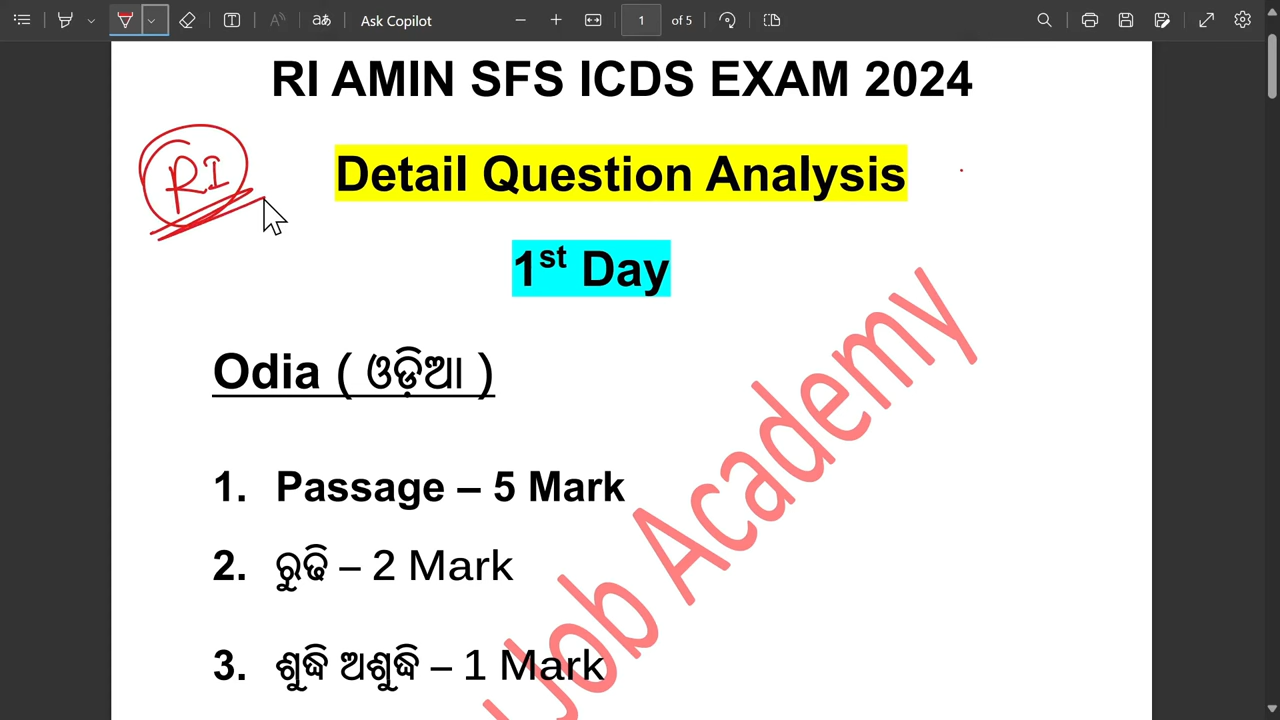 Ask Copilot
1 of 5
RI AMIN SFS ICDS EXAM 2024
RI
Detail Question Analysis
1st Day
Odia ( ଓଡ଼ିଆ )
1. Passage – 5 Mark
2. ରୁଢି – 2 Mark
3. ଶୁଦ୍ଧି ଅଶୁଦ୍ଧି – 1 Mark
Job Academy